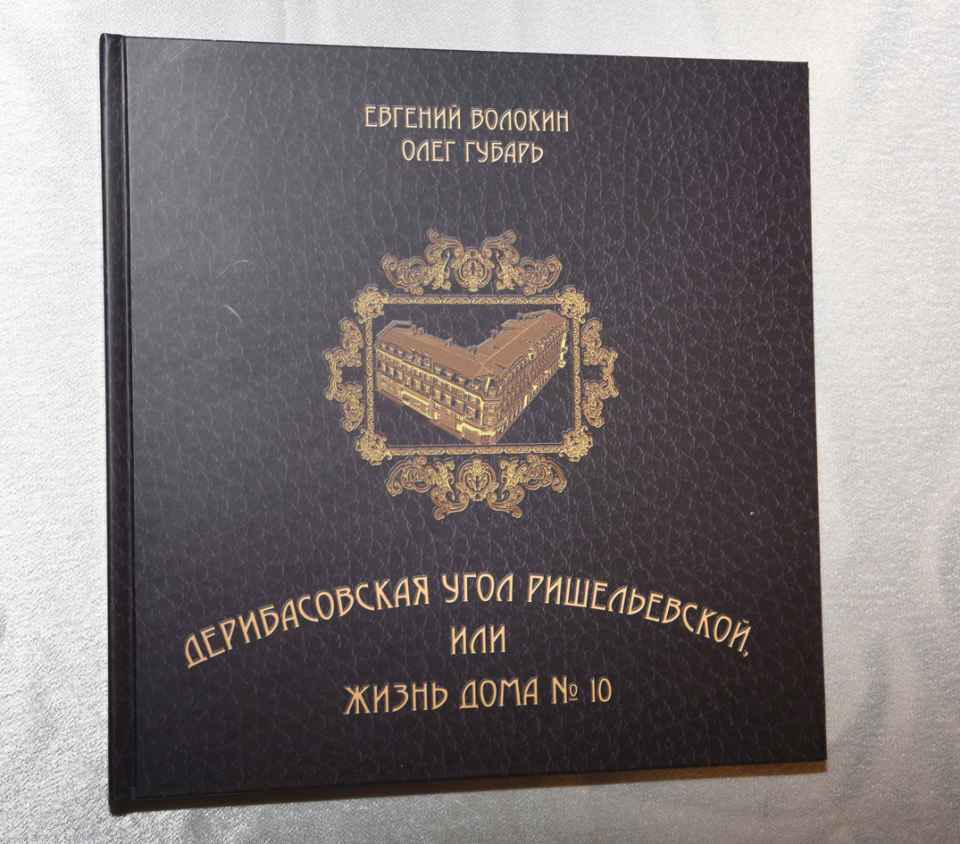 ЕВГЕНИЙ ВОЛОКИН
ОЛЕГ ГУБАРЬ
ДЕРИБАСОВСКАЯ УГОЛ РИШЕЛЬЕВСКОЙ,
ИЛИ
ЖИЗНЬ ДОМА № 10